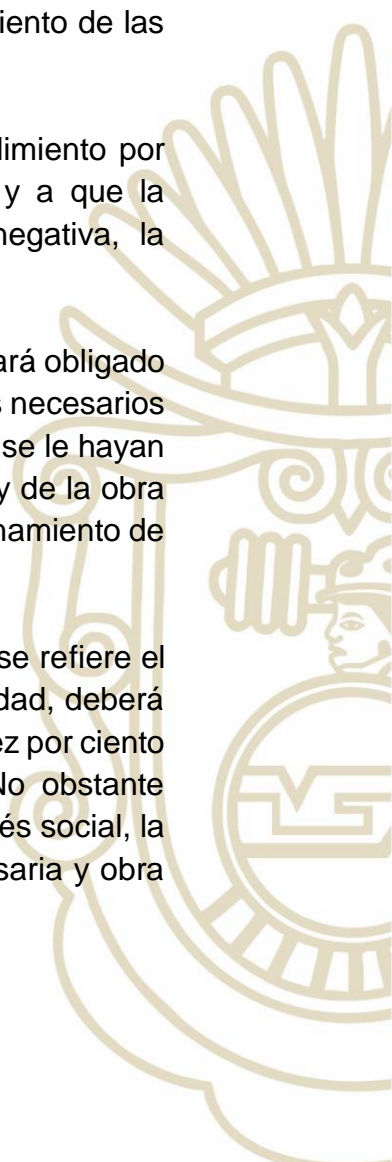 iento de las
limiento por
y a que la
negativa, la
ará obligado
s necesarios
se le hayan
y de la obra
namiento de
se refiere el
dad, deberá
ez por ciento
No obstante
és social, la
saria y obra